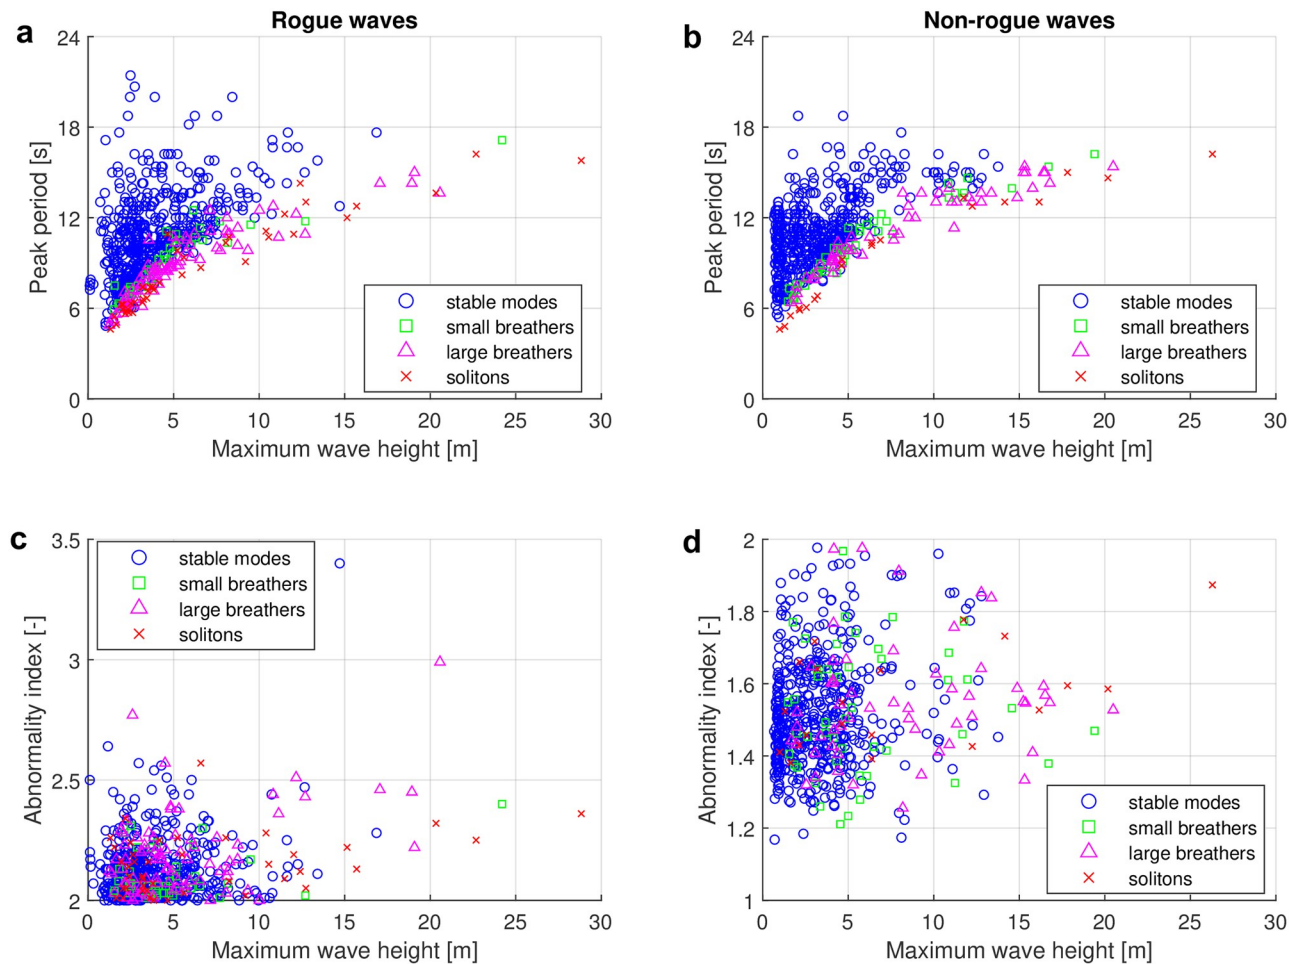 a
Rogue waves
24
18
12
6
0
Peak period [s]
stable modes
small breathers
large breathers
solitons
0 5 10 15 20 25 30
Maximum wave height [m]
b
Non-rogue waves
24
18
12
6
0
Peak period [s]
stable modes
small breathers
large breathers
solitons
0 5 10 15 20 25 30
Maximum wave height [m]
c
3.5
3
2.5
2
Abnormality index [-]
stable modes
small breathers
large breathers
solitons
0 5 10 15 20 25 30
Maximum wave height [m]
d
2
1.8
1.6
1.4
1.2
1
Abnormality index [-]
stable modes
small breathers
large breathers
solitons
0 5 10 15 20 25 30
Maximum wave height [m]